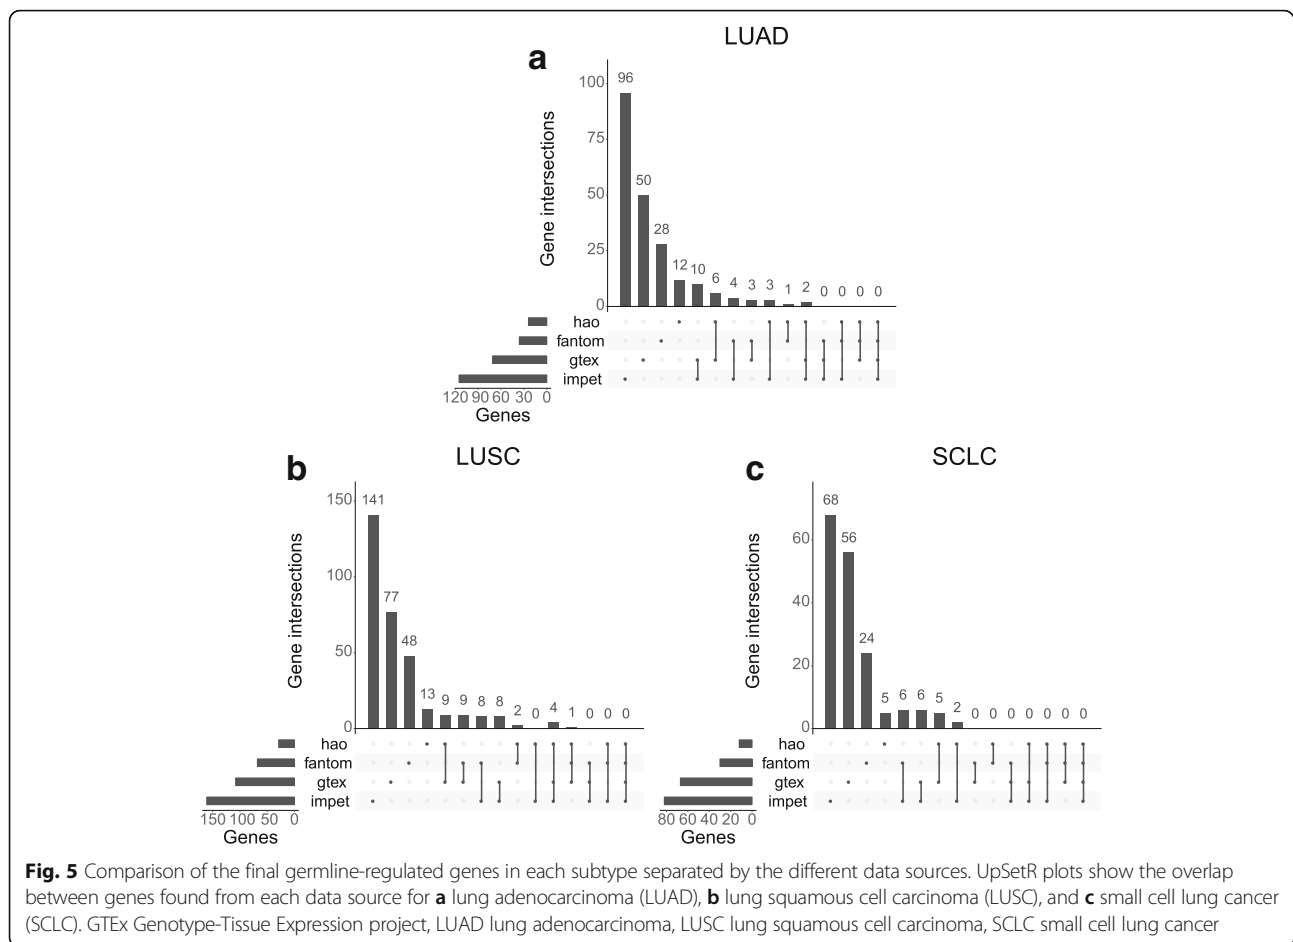 LUAD
a
Gene intersections
100
75
50
25
0
96 50 28 12 10 6 4 3 3 1 2 0 0 0 0
hao
fantom
gtex
impet
120 90 60 30 0
Genes
LUSC
b
Gene intersections
150
100
50
0
141 77 48 13 9 9 8 8 2 0 4 1 0 0 0
hao
fantom
gtex
impet
150 100 50 0
Genes
SCLC
c
Gene intersections
60
40
20
0
68 56 24 5 6 6 5 2 0 0 0 0 0 0 0
hao
fantom
gtex
impet
80 60 40 20 0
Genes
Fig. 5 Comparison of the final germline-regulated genes in each subtype separated by the different data sources. UpSetR plots show the overlap
between genes found from each data source for a lung adenocarcinoma (LUAD), b lung squamous cell carcinoma (LUSC), and c small cell lung cancer
(SCLC). GTEx Genotype-Tissue Expression project, LUAD lung adenocarcinoma, LUSC lung squamous cell carcinoma, SCLC small cell lung cancer